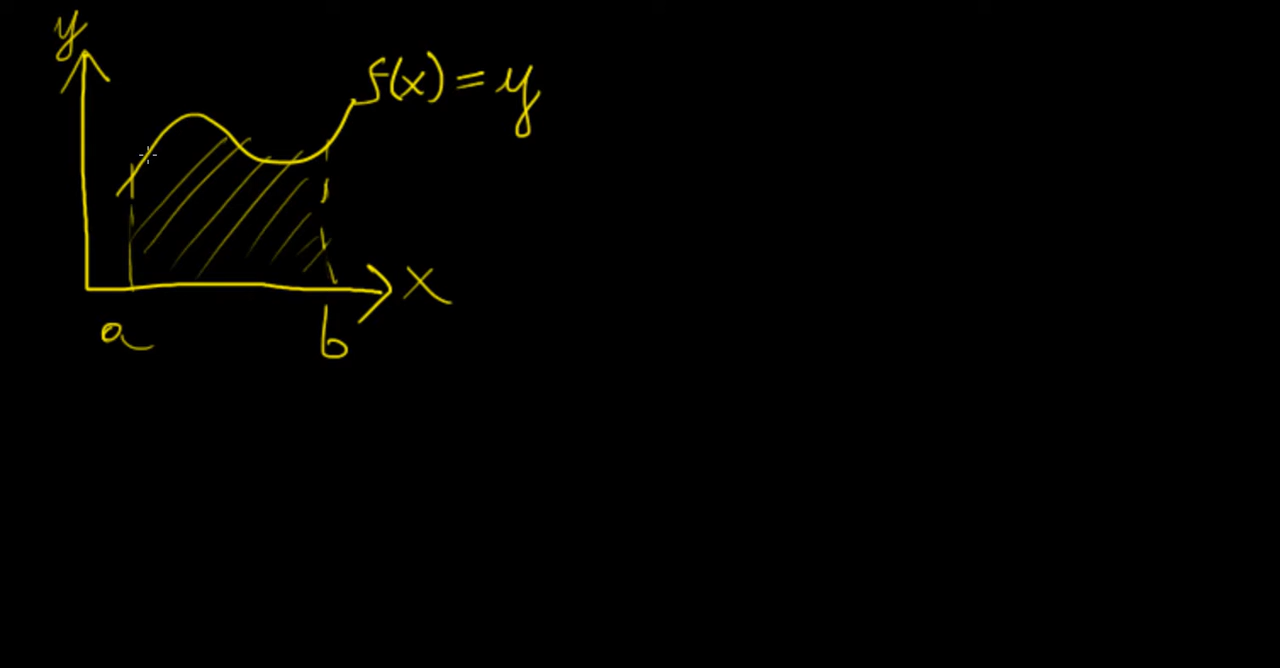 y
f(x) = y
x
a b